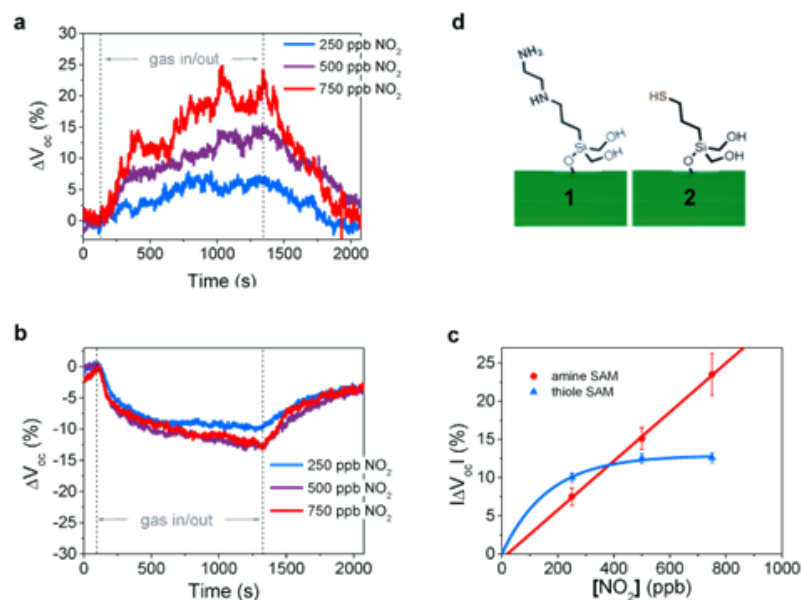 a
30
25
20
15
10
5
0
ΔVoc (%)
gas in/out
250 ppb NO2
500 ppb NO2
750 ppb NO2
0 500 1000 1500 2000
Time (s)
d
NH2
HN
Si
OH
OH
O
1
HS
Si
OH
OH
O
2
b
0
-5
-10
-15
-20
-25
-30
ΔVoc (%)
250 ppb NO2
500 ppb NO2
750 ppb NO2
gas in/out
0 500 1000 1500 2000
Time (s)
c
25
20
15
10
5
0
IΔVocI (%)
amine SAM
thiole SAM
0 200 400 600 800 1000
[NO2] (ppb)